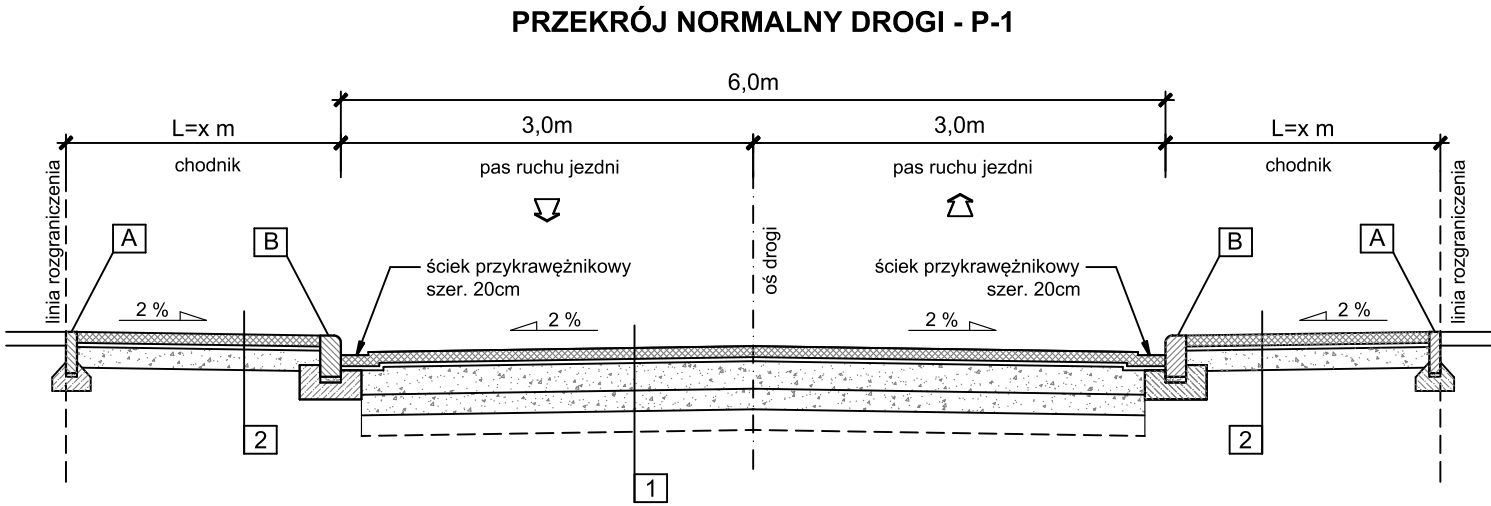 PRZEKRÓJ NORMALNY DROGI - P-1
6,0m
L=x m
3,0m
3,0m
L=x m
chodnik
pas ruchu jezdni
pas ruchu jezdni
chodnik
linia rozgraniczenia
linia rozgraniczenia
oś drogi
A
B
B
A
ściek przykrawężnikowy
szer. 20cm
ściek przykrawężnikowy
szer. 20cm
2 %
2 %
2 %
2 %
2
2
1